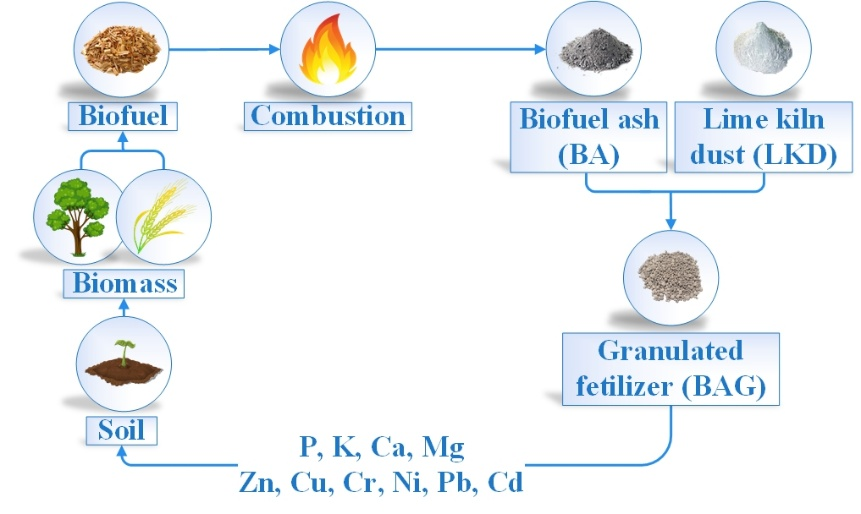 Biofuel
Combustion
Biofuel ash
(BA)
Lime kiln
dust (LKD)
Biomass
Granulated
fetilizer (BAG)
Soil
P, K, Ca, Mg
Zn, Cu, Cr, Ni, Pb, Cd